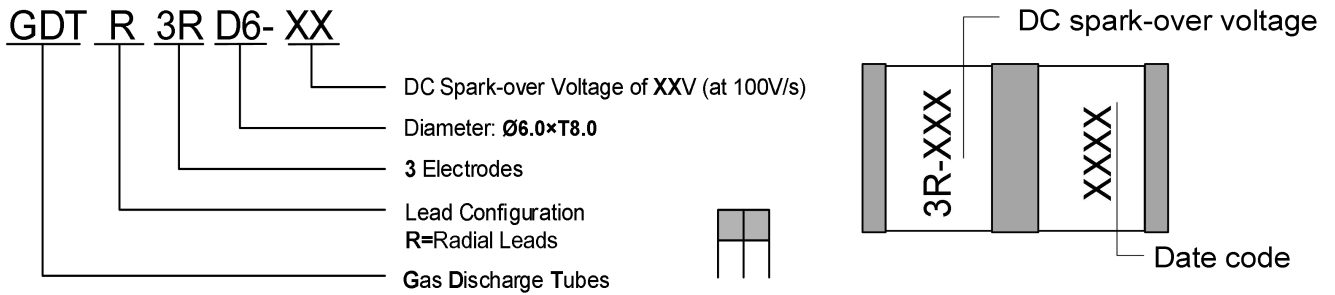 GDT R 3R D6- XX
DC Spark-over Voltage of XXV (at 100V/s)
Diameter: Ø6.0×T8.0
3 Electrodes
Lead Configuration
R=Radial Leads
Gas Discharge Tubes
DC spark-over voltage
3R-XXX
XXXX
Date code